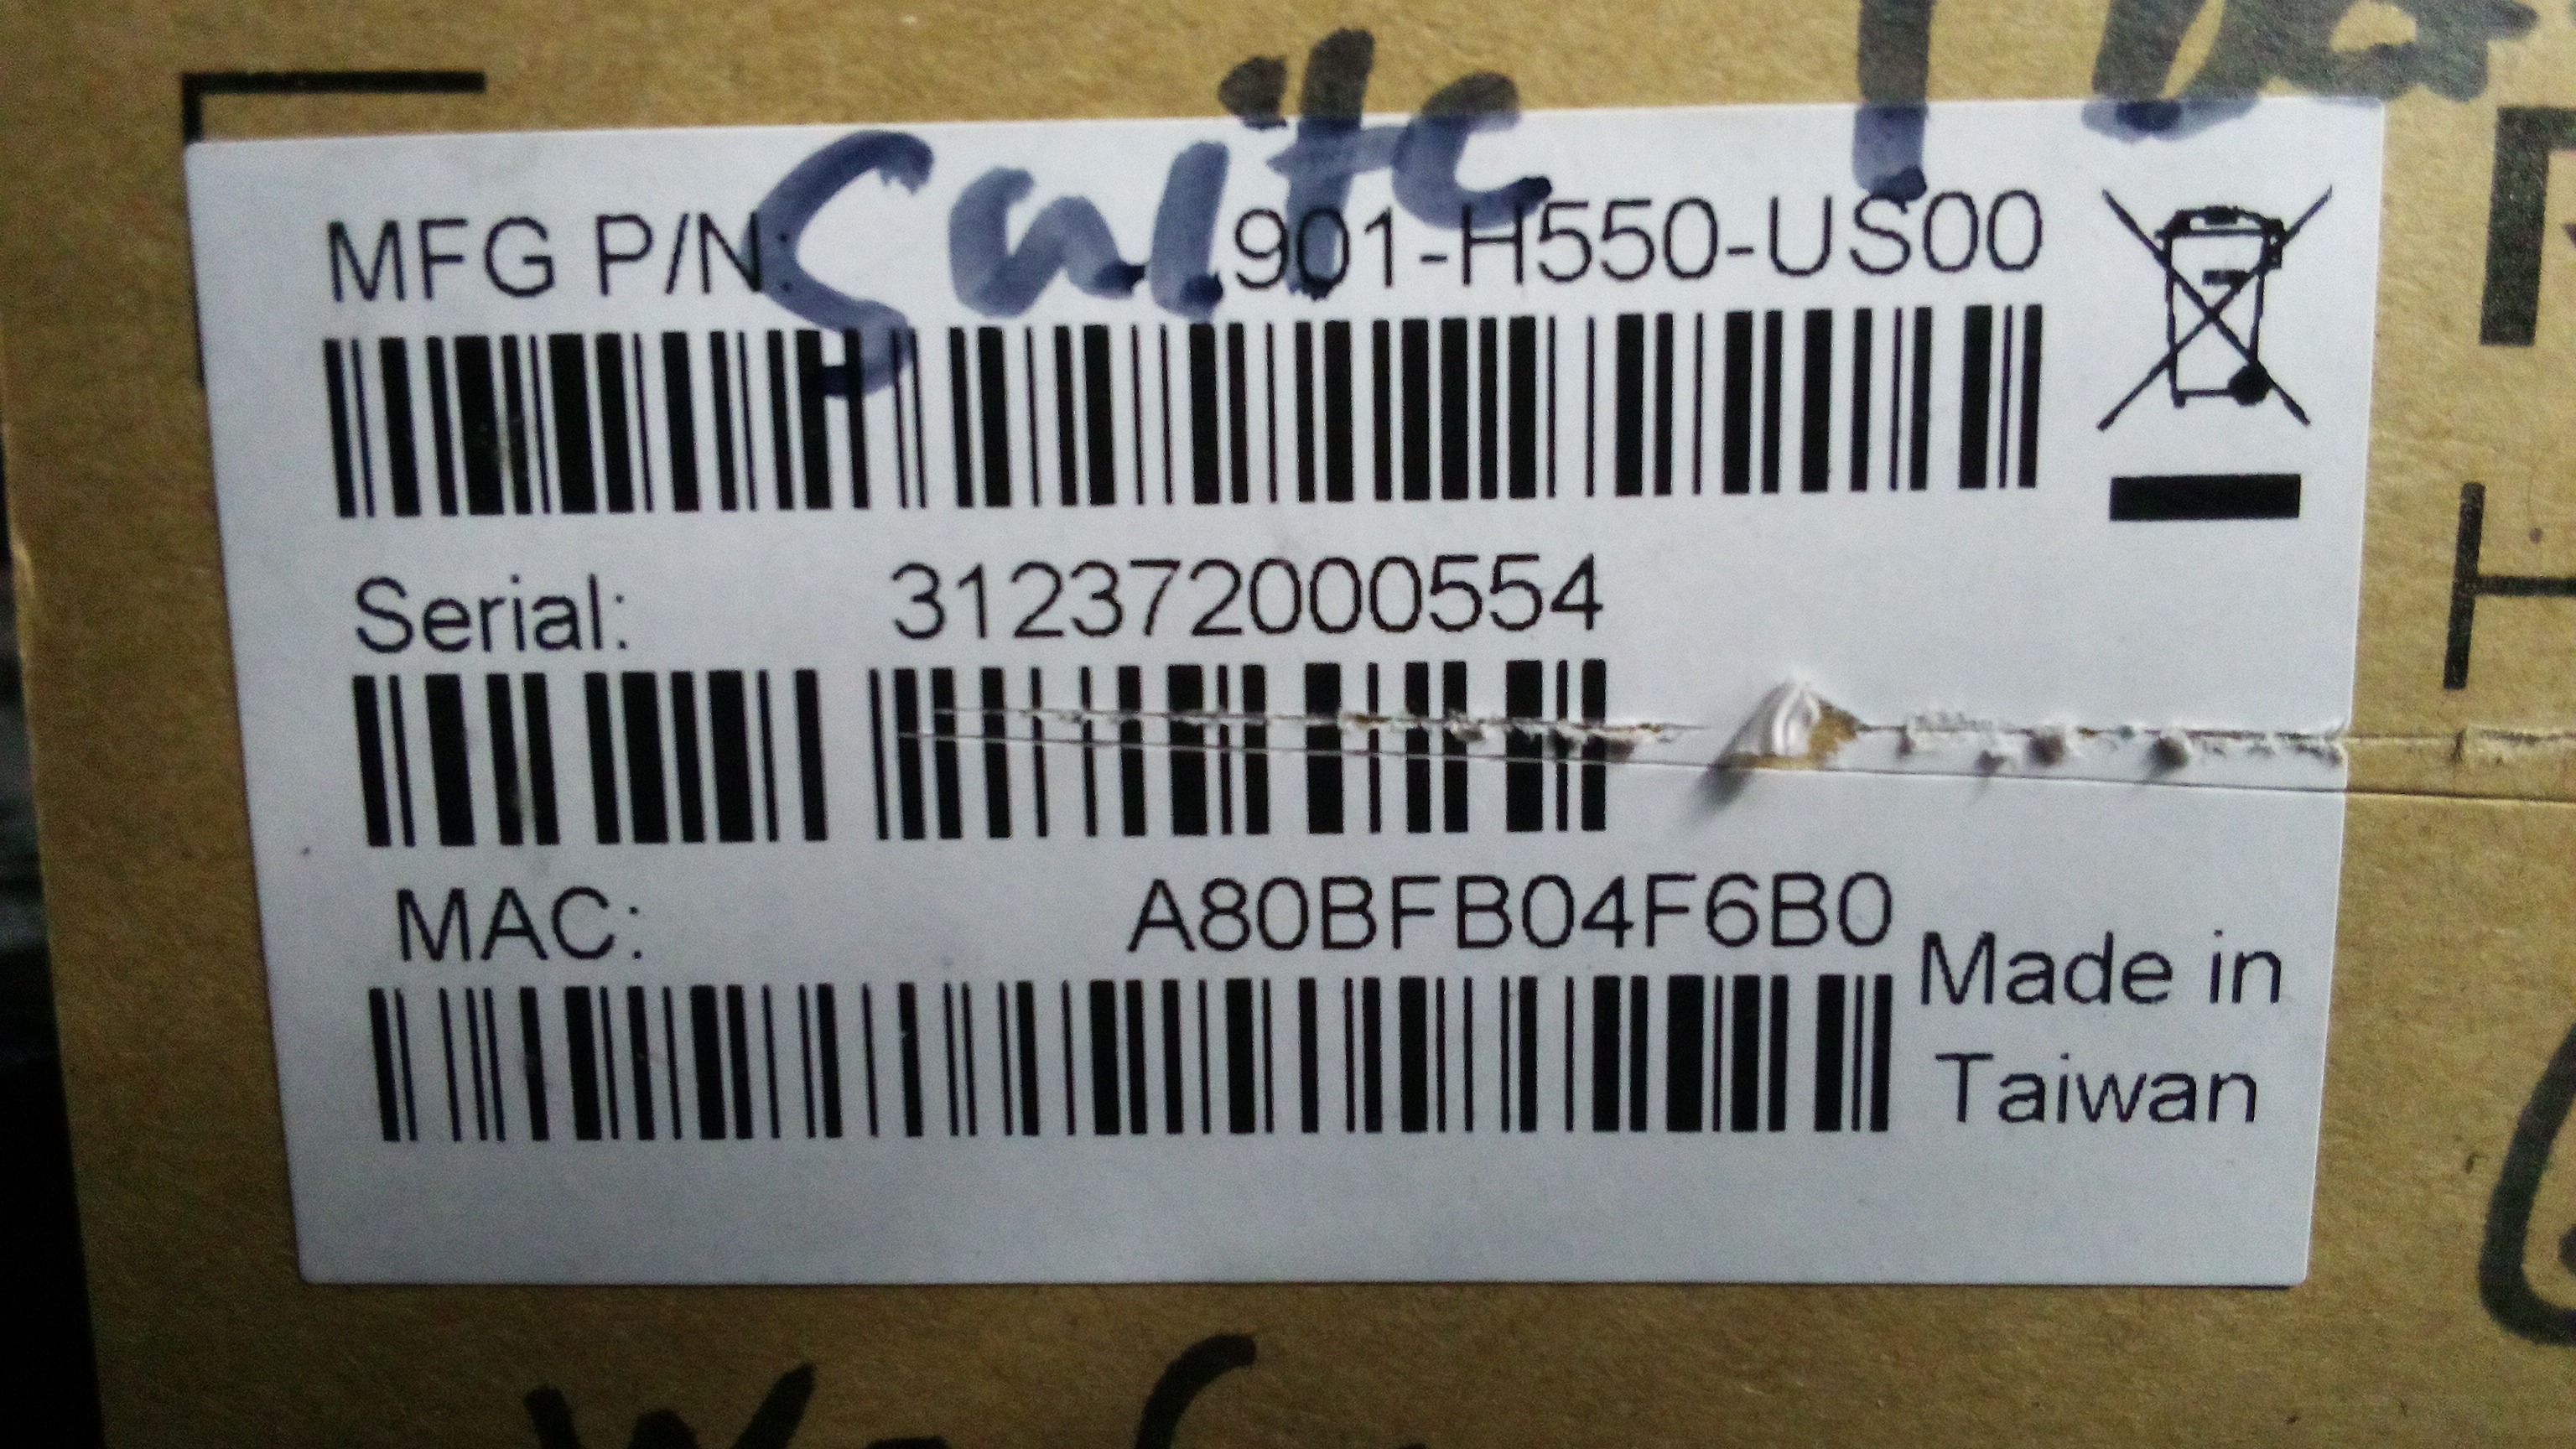 Suite
MFG P/N: 901-H550-US00
Serial: 312372000554
MAC: A80BFB04F6B0
Made in
Taiwan